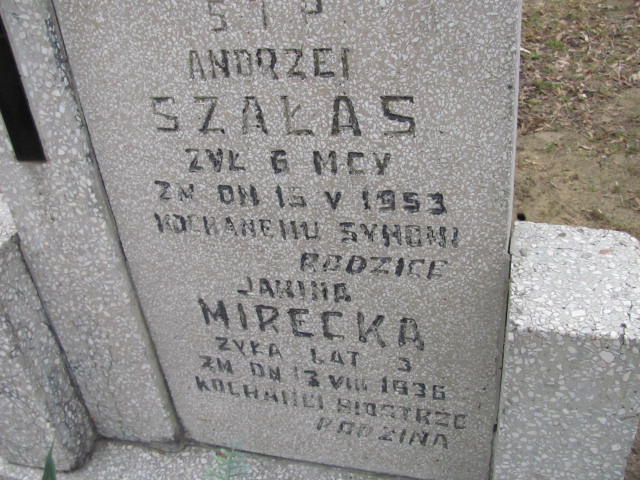 S T P
ANDRZEJ
SZAŁAS
ŻYŁ 6 MCY
ZM DN 15 V 1953
KOCHANEMU SYNOWI
RODZICE
JANINA
MIRECKA
ŻYŁA LAT 3
ZM DN 13 VIII 1936
KOCHANEJ SIOSTRZE
RODZINA